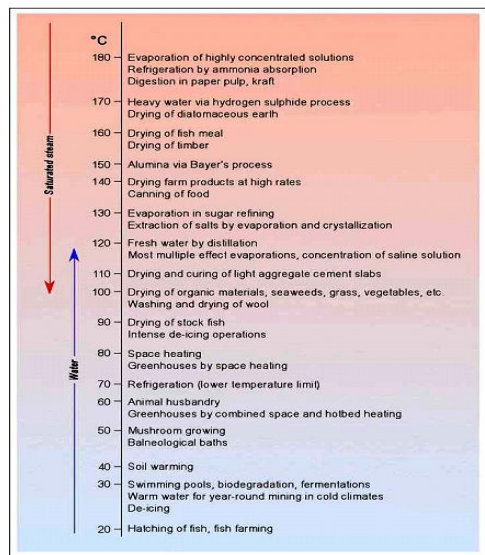 °C
180 Evaporation of highly concentrated solutions
Refrigeration by ammonia absorption
Digestion in paper pulp, kraft
170 Heavy water via hydrogen sulphide process
Drying of diatomaceous earth
160 Drying of fish meal
Drying of timber
150 Alumina via Bayer's process
140 Drying farm products at high rates
Canning of food
130 Evaporation in sugar refining
Extraction of salts by evaporation and crystallization
120 Fresh water by distillation
Most multiple effect evaporations, concentration of saline solution
110 Drying and curing of light aggregate cement slabs
100 Drying of organic materials, seaweeds, grass, vegetables, etc.
Washing and drying of wool
90 Drying of stock fish
Intense de-icing operations
80 Space heating
Greenhouses by space heating
70 Refrigeration (lower temperature limit)
60 Animal husbandry
Greenhouses by combined space and hotbed heating
50 Mushroom growing
Balneological baths
40 Soil warming
30 Swimming pools, biodegradation, fermentations
Warm water for year-round mining in cold climates
De-icing
20 Hatching of fish, fish farming
Saturated steam
Water